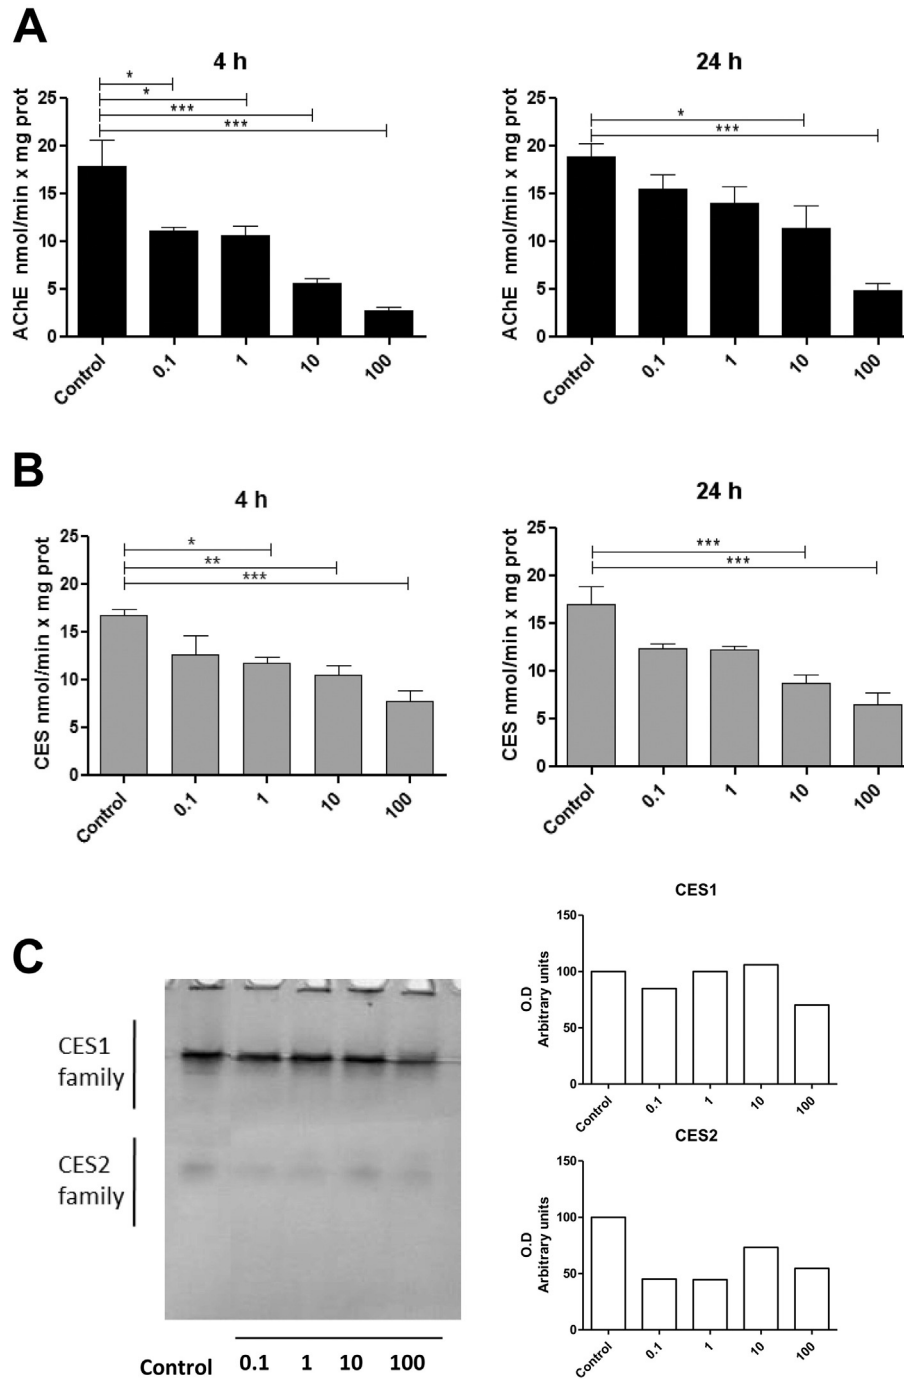 A
4 h
*
*
***
***
25
20
15
10
5
0
AChE nmol/min x mg prot
Control
0.1
1
10
100
24 h
*
***
25
20
15
10
5
0
AChE nmol/min x mg prot
Control
0.1
1
10
100
B
4 h
*
**
***
25
20
15
10
5
0
CES nmol/min x mg prot
Control
0.1
1
10
100
24 h
***
***
25
20
15
10
5
0
CES nmol/min x mg prot
Control
0.1
1
10
100
C
CES1
family
CES2
family
Control
0.1
1
10
100
CES1
150
100
50
0
O.D
Arbitrary units
Control
0.1
1
10
100
CES2
150
100
50
0
O.D
Arbitrary units
Control
0.1
1
10
100